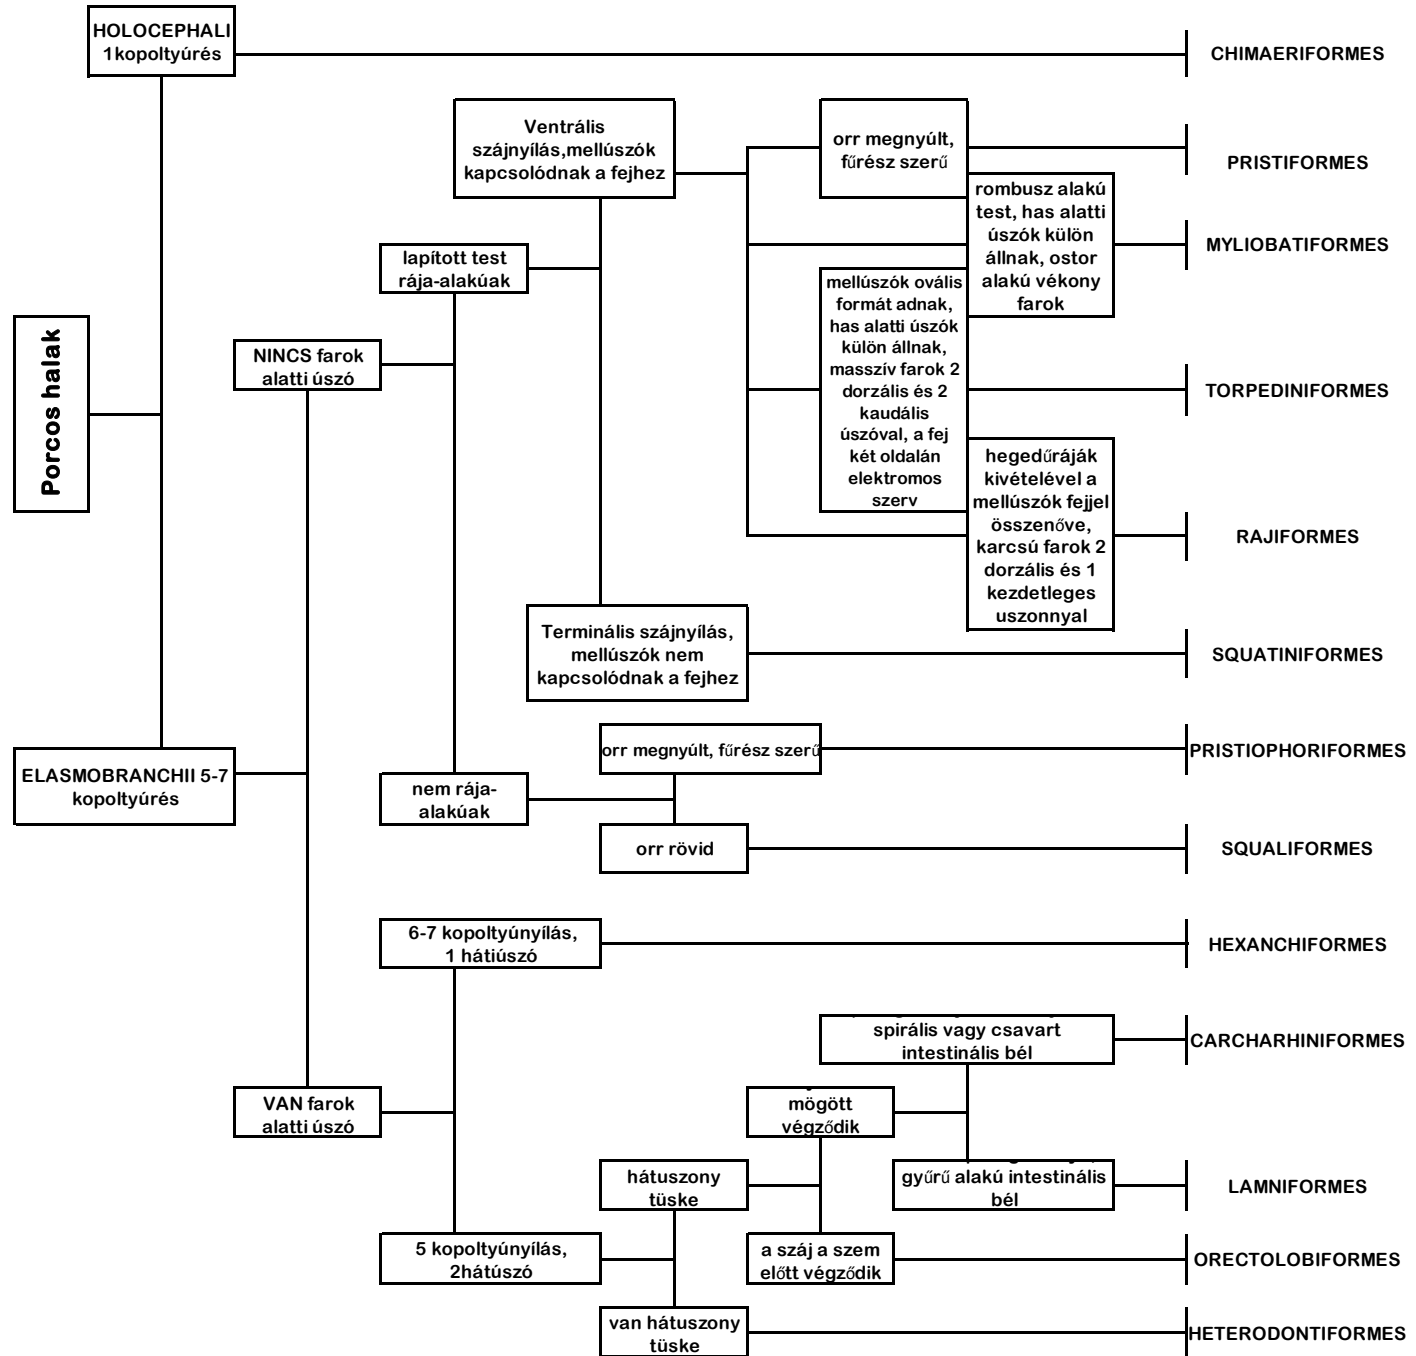 HOLOCEPHALI
1kopoltyúrés
CHIMAERIFORMES
Ventrális
szájnyílás,mellúszók
kapcsolódnak a fejhez
orr megnyúlt,
fűrész szerű
PRISTIFORMES
rombusz alakú
test, has alatti
úszók külön
állnak, ostor
alakú vékony
farok
MYLIOBATIFORMES
lapított test
rája-alakúak
mellúszók ovális
formát adnak,
has alatti úszók
külön állnak,
masszív farok 2
dorzális és 2
kaudális
úszóval, a fej
két oldalán
elektromos
szerv
TORPEDINIFORMES
Porcos halak
NINCS farok
alatti úszó
hegedűráják
kivételével a
mellúszók fejjel
összenőve,
karcsú farok 2
dorzális és 1
kezdetleges
uszonnyal
RAJIFORMES
Terminális szájnyílás,
mellúszók nem
kapcsolódnak a fejhez
SQUATINIFORMES
ELASMOBRANCHII 5-7
kopoltyúrés
nem rája-
alakúak
orr megnyúlt, fűrész szerű
PRISTIOPHORIFORMES
orr rövid
SQUALIFORMES
6-7 kopoltyúnyílás,
1 hátiúszó
HEXANCHIFORMES
spirális vagy csavart
intestinális bél
CARCHARHINIFORMES
VAN farok
alatti úszó
mögött
végződik
hátuszony
tüske
gyűrű alakú intestinális
bél
LAMNIFORMES
5 kopoltyúnyílás,
2hátúszó
a száj a szem
előtt végződik
ORECTOLOBIFORMES
van hátuszony
tüske
HETERODONTIFORMES